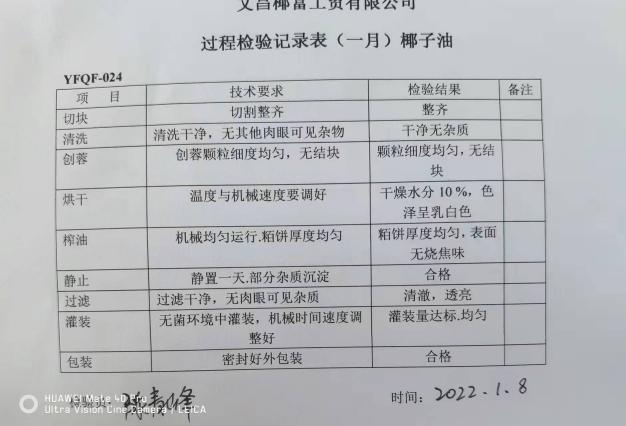 文昌椰富工贸有限公司
过程检验记录表（一月）椰子油
YFQF-024
项 目 技术要求 检验结果 备注
切块 切割整齐 整齐
清洗 清洗干净，无其他肉眼可见杂物 干净无杂质
创蓉 创蓉颗粒细度均匀，无结块 颗粒细度均匀，无结
块
烘干 温度与机械速度要调好 干燥水分 10 %，色
泽呈乳白色
榨油 机械均匀运行.粕饼厚度均匀 粕饼厚度均匀，表面
无烧焦味
静止 静置一天.部分杂质沉淀 合格
过滤 过滤干净，无肉眼可见杂质 清澈，透亮
灌装 无菌环境中灌装，机械时间速度调 灌装量达标.均匀
整好
包装 密封好外包装 合格
检验员： 时间：2022.1.8
HUAWEI Mate 40 Pro
Ultra Vision Cine Camera | LEICA